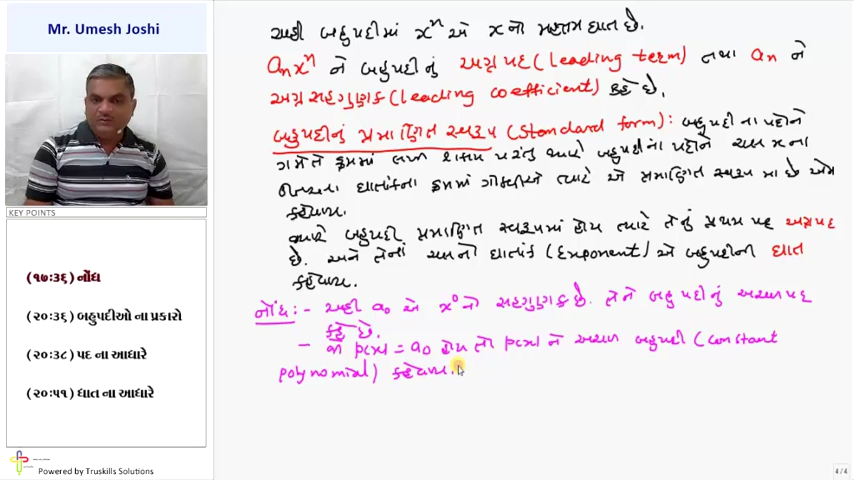 Mr. Umesh Joshi
અહી બહુપદીમાં xⁿ એ x નો મહત્તમ ઘાત છે.
aₙxⁿ ને બહુપદીનું અગ્રપદ (leading term) તથા aₙ ને
અગ્રસહગુણક (leading coefficient) કહે છે.
બહુપદીનું પ્રમાણિત સ્વરૂપ (Standard form): બહુપદીના પદોને
ગમે તે ક્રમમાં લખી શકાય પરંતુ જ્યારે બહુપદીના પદોને ચલ x ના
ઘાતાંકના ક્રમમાં ગોઠવીએ ત્યારે એ પ્રમાણિત સ્વરૂપ માં છે એમ
કહેવાય.
જ્યારે બહુપદી પ્રમાણિત સ્વરૂપમાં હોય ત્યારે તેનું પ્રથમ પદ અગ્રપદ
છે. અને તેનાં ચલનો ઘાતાંક (Exponent) એ બહુપદીની ઘાત
કહેવાય.
નોંધ:- અહી a₀ એ x⁰ નો સહગુણક છે. તેને બહુપદીનું અચળપદ
કહે છે.
- જો p(x) = a₀ હોય તો p(x) ને અચળ બહુપદી (constant
polynomial) કહેવાય.
KEY POINTS
(૧૭:૩૬) નોંધ
(૨૦:૩૬) બહુપદીઓ ના પ્રકારો
(૨૦:૩૮) પદ ના આધારે
(૨૦:૫૧) ઘાત ના આધારે
Powered by Truskills Solutions
4/4